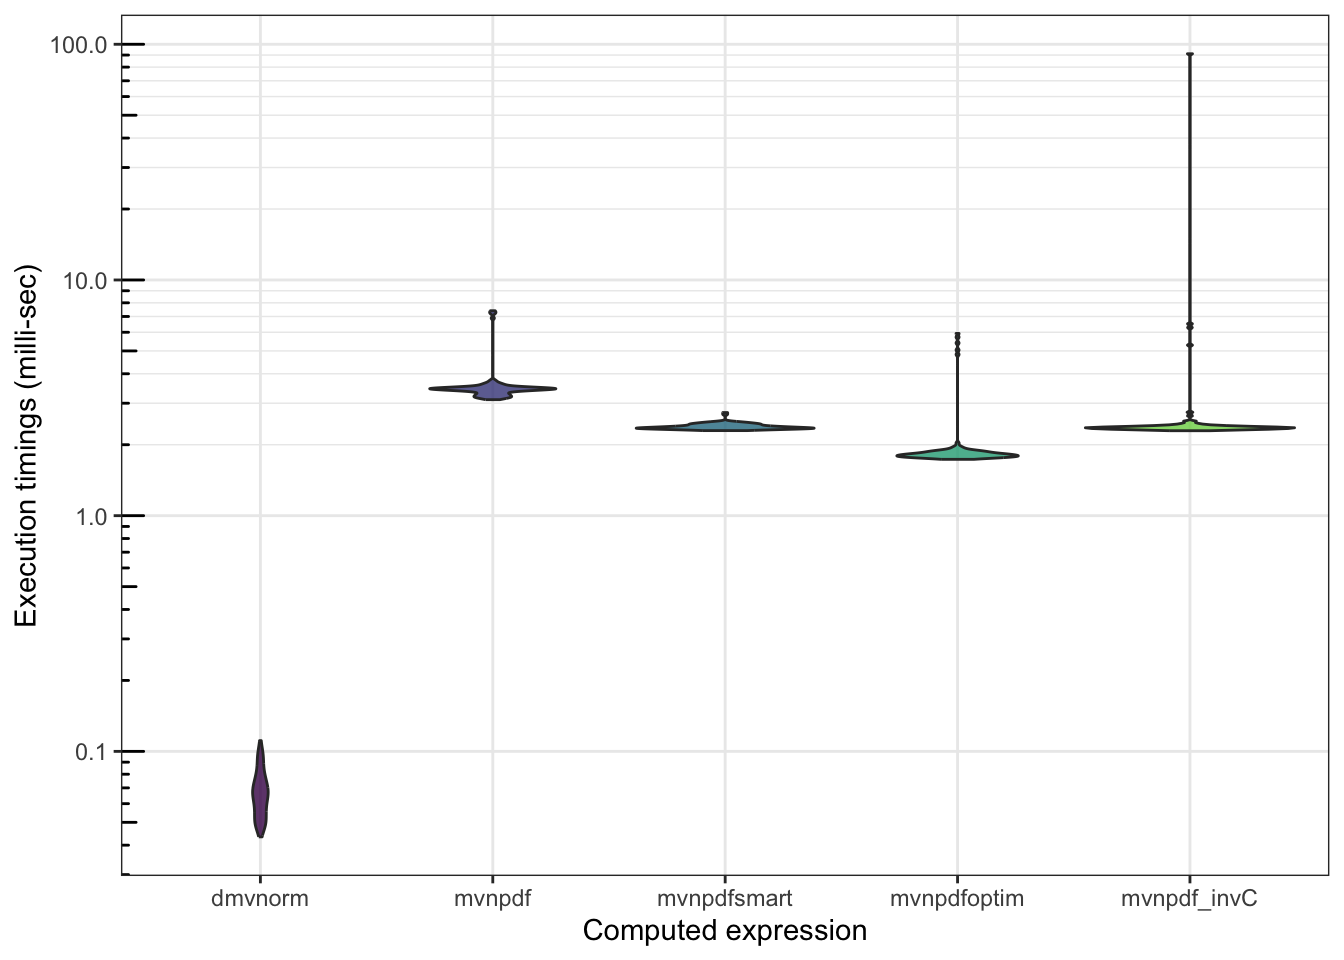 Execution timings (milli-sec)
100.0
10.0
1.0
0.1
dmvnorm
mvnpdf
mvnpdfsmart
mvnpdfoptim
mvnpdf_invC
Computed expression